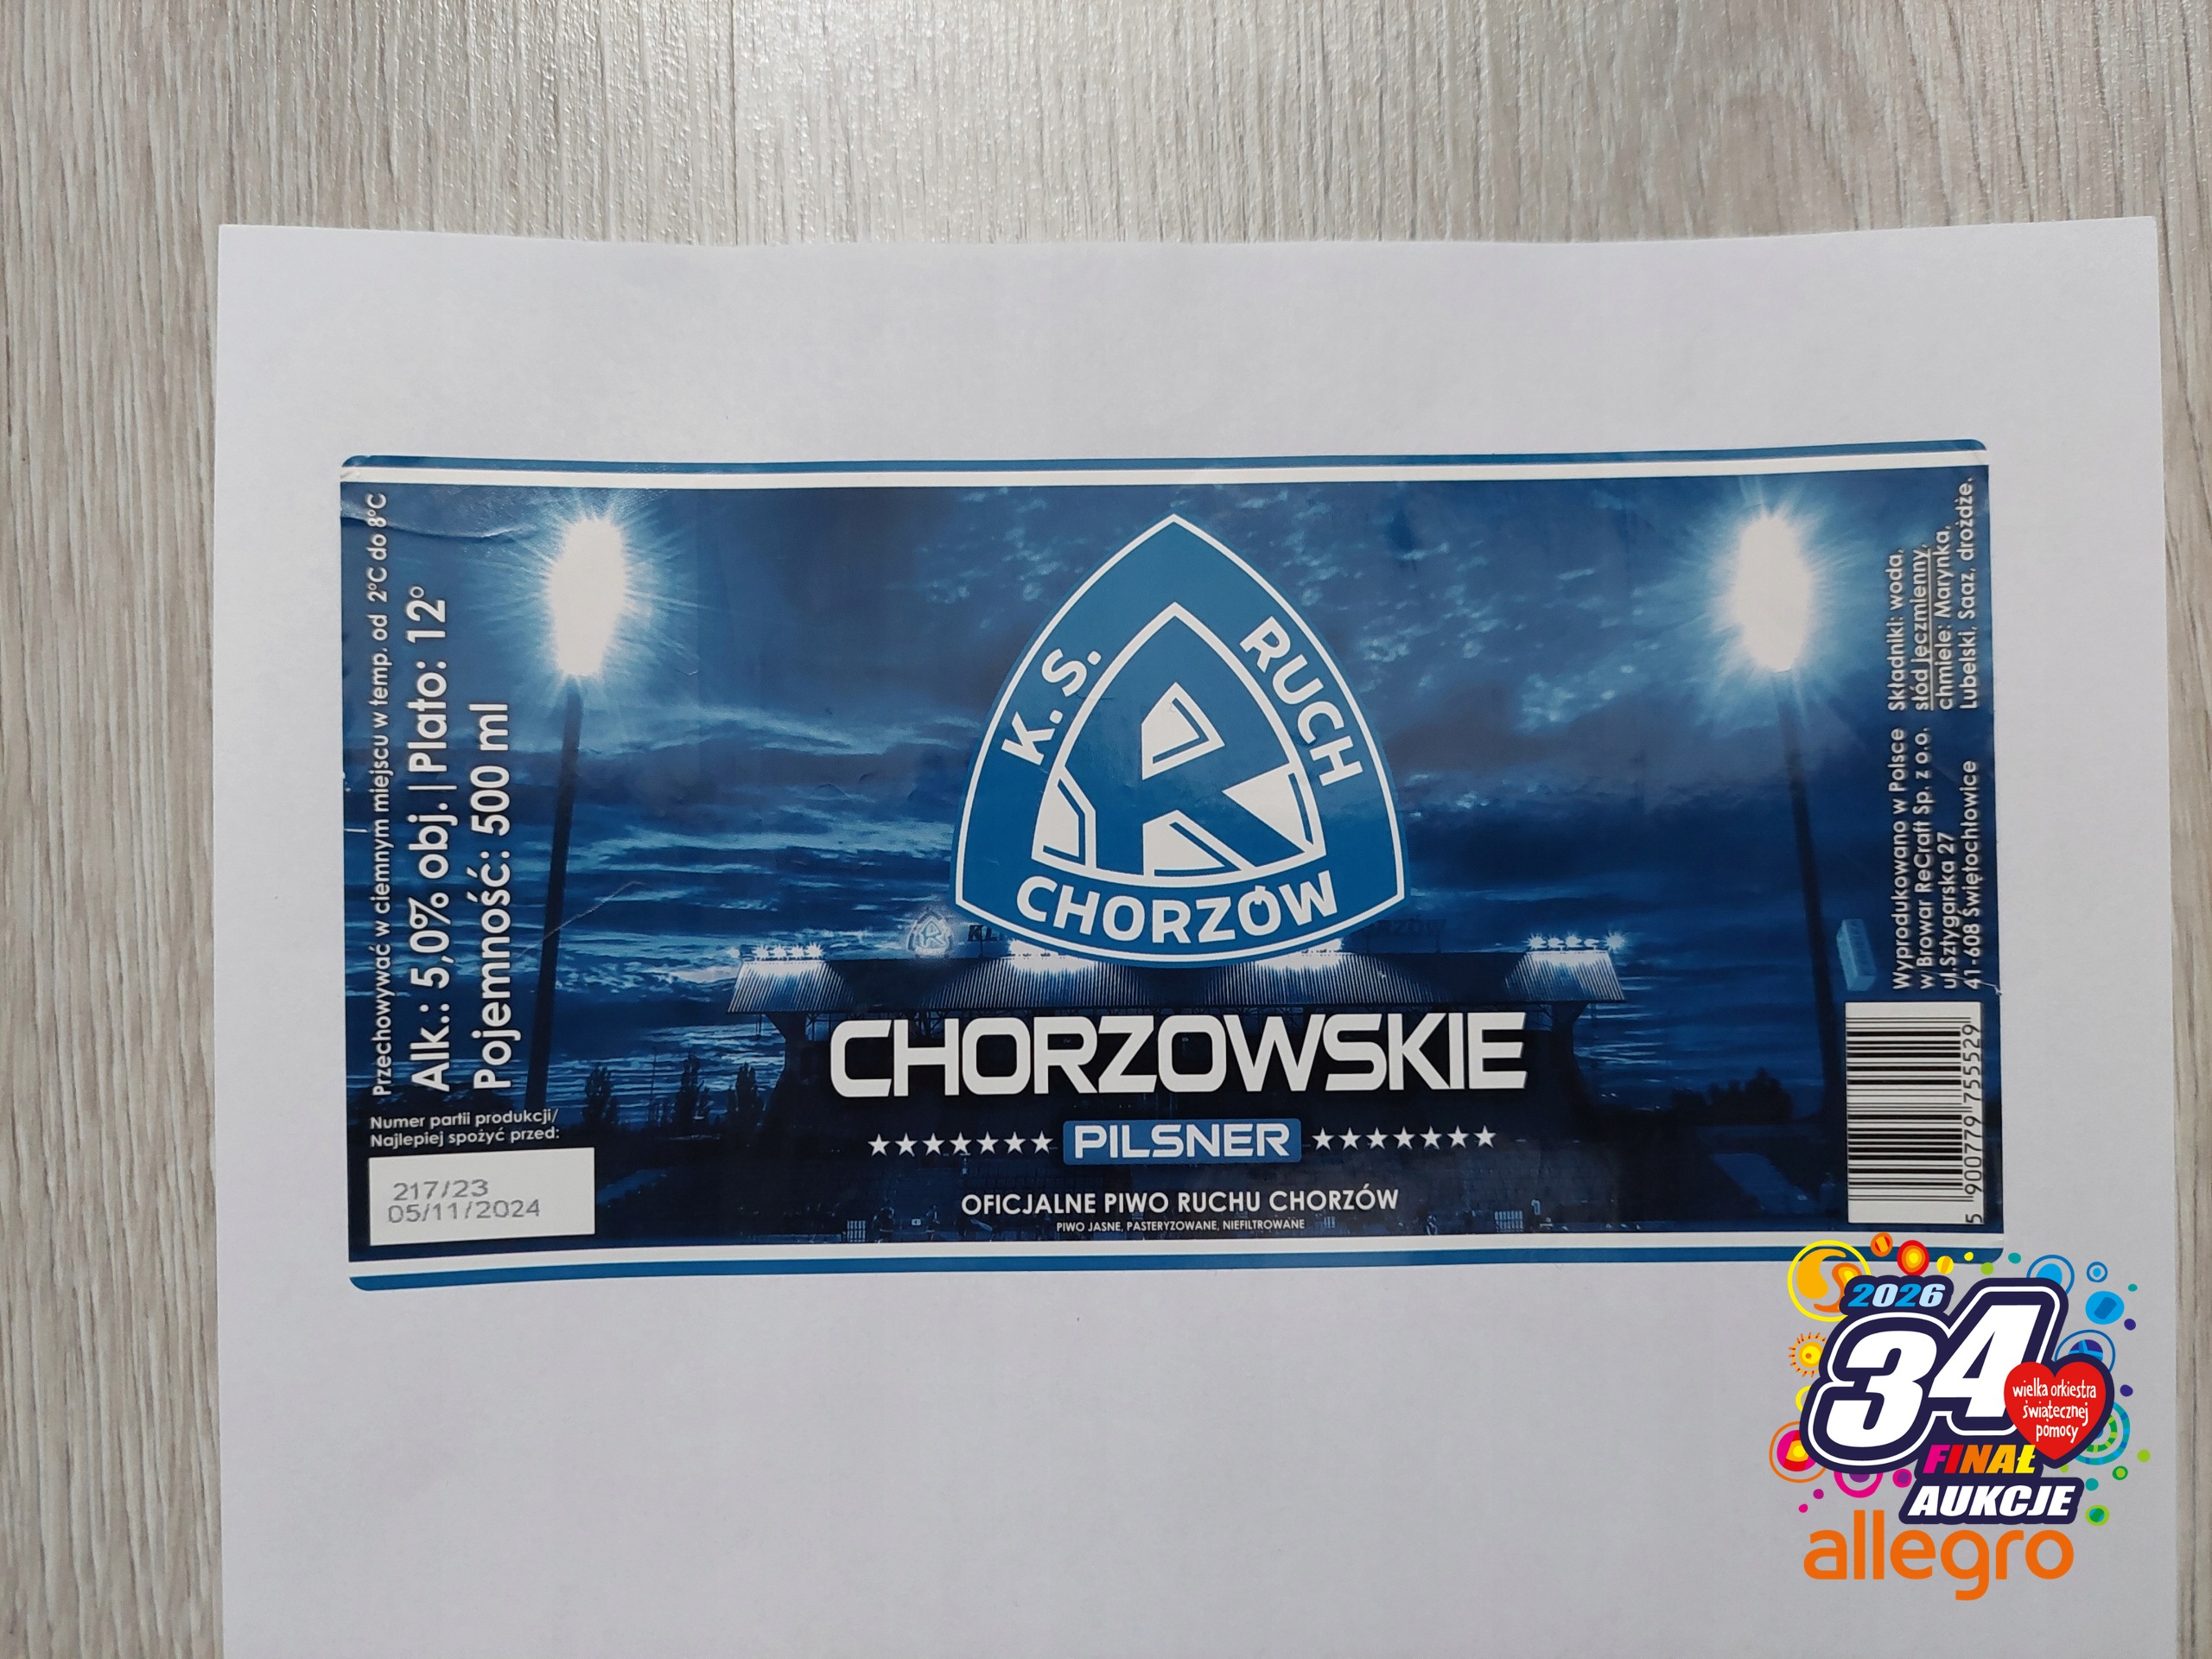 Przechowywać w ciemnym miejscu w temp. od 2°C do 8°C
Alk.: 5,0% obj. | Plato: 12°
Pojemność: 500 ml
Numer partii produkcji/
Najlepiej spożyć przed:
217/23
05/11/2024
K.S. RUCH
CHORZÓW
CHORZOWSKIE
★★★★★★★ PILSNER ★★★★★★★
OFICJALNE PIWO RUCHU CHORZÓW
PIWO JASNE, PASTERYZOWANE, NIEFILTROWANE
Składniki: woda,
słód jęczmienny,
chmiele: Marynka,
Lubelski, Saaz, drożdże.
Wyprodukowano w Polsce
w Browar ReCraft Sp. z o.o.
ul.Sztygarska 27
41-608 Świętochłowice
5 900779 755529
2026
34
wielka orkiestra
świątecznej
pomocy
FINAŁ
AUKCJE
allegro